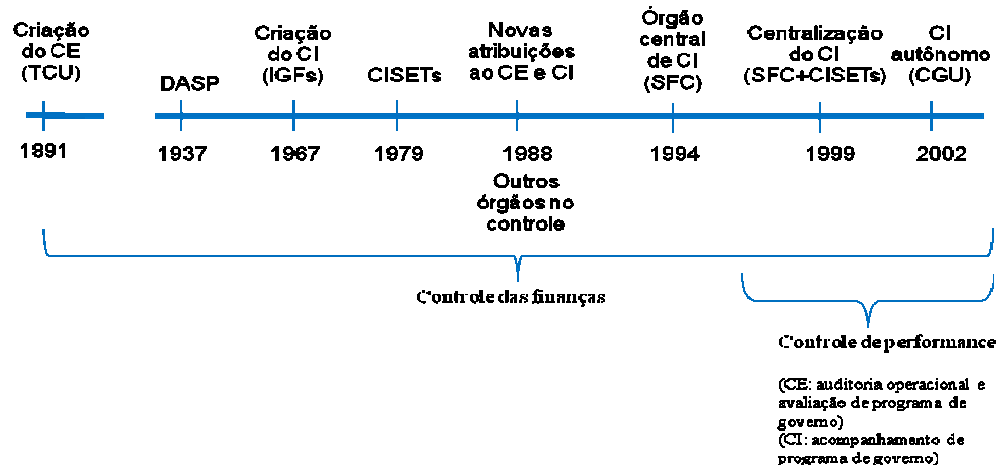 Criação
do CE
(TCU)
DASP
Criação
do CI
(IGFs)
CISETs
Novas
atribuições
ao CE e CI
Órgão
central
de CI
(SFC)
Centralização
do CI
(SFC+CISETs)
CI
autônomo
(CGU)
1891
1937
1967
1979
1988
1994
1999
2002
Outros
órgãos no
controle
Controle das finanças
Controle de performance
(CE: auditoria operacional e
avaliação de programa de
governo)
(CI: acompanhamento de
programa de governo)